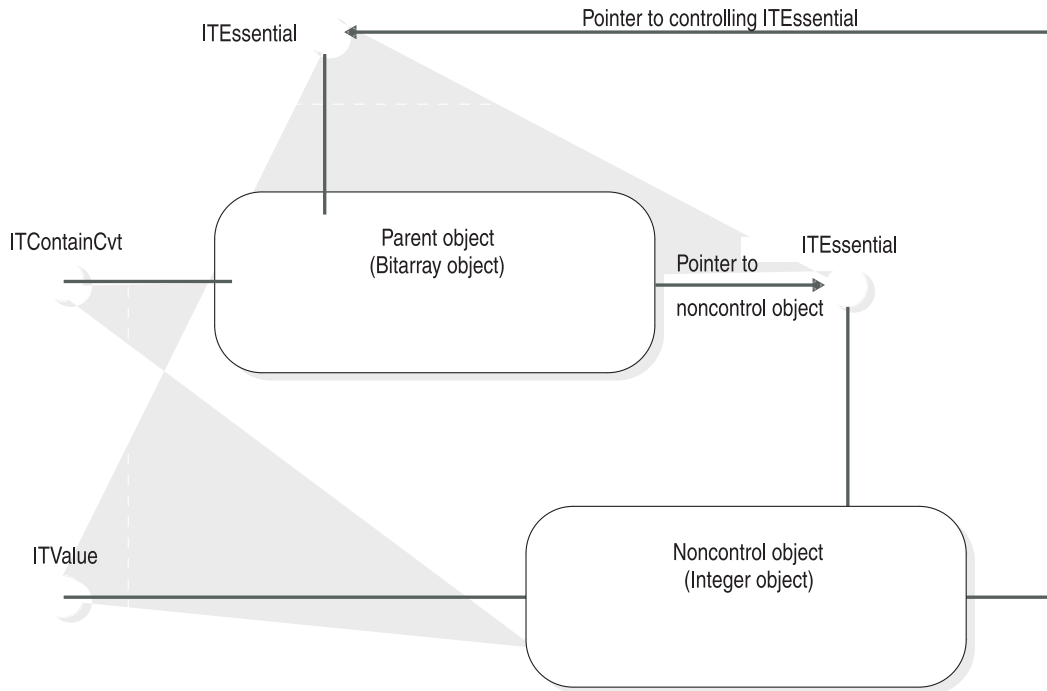 Pointer to controlling ITEssential
ITEssential
ITContainCvt
Parent object
(Bitarray object)
ITEssential
Pointer to
noncontrol object
ITValue
Noncontrol object
(Integer object)